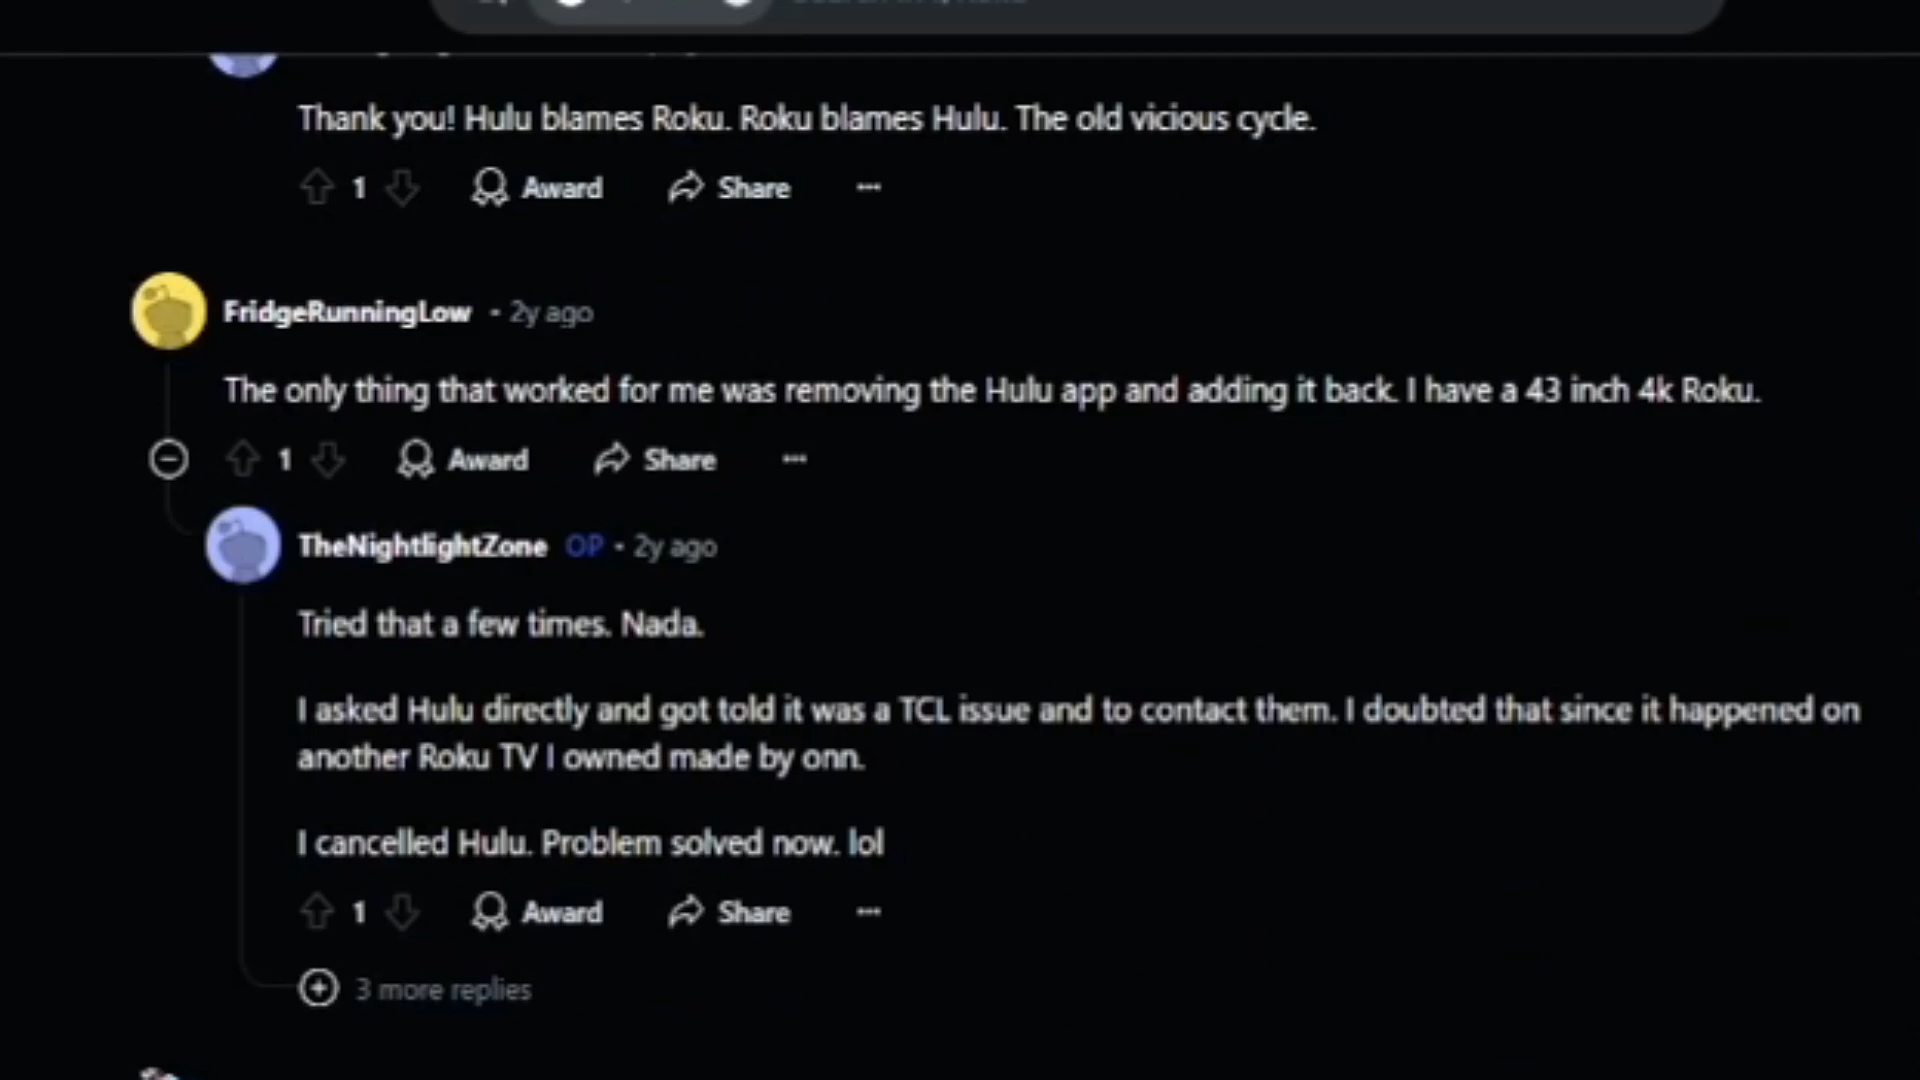 Thank you! Hulu blames Roku. Roku blames Hulu. The old vicious cycle.
1 Award Share ...
FridgeRunningLow • 2y ago
The only thing that worked for me was removing the Hulu app and adding it back. I have a 43 inch 4k Roku.
1 Award Share ...
TheNightlightZone OP • 2y ago
Tried that a few times. Nada.
I asked Hulu directly and got told it was a TCL issue and to contact them. I doubted that since it happened on
another Roku TV I owned made by onn.
I cancelled Hulu. Problem solved now. lol
1 Award Share ...
3 more replies